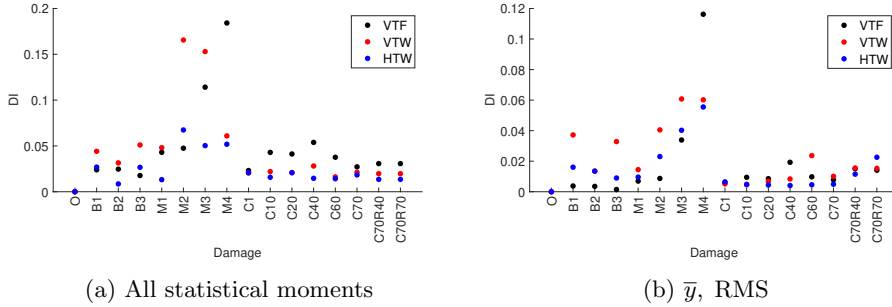 0.2
0.15
0.1
0.05
0
DI
VTF
VTW
HTW
O B1 B2 B3 M1 M2 M3 M4 C1 C10 C20 C40 C60 C70 C70R40 C70R70
Damage
(a) All statistical moments
0.12
0.1
0.08
0.06
0.04
0.02
0
DI
VTF
VTW
HTW
O B1 B2 B3 M1 M2 M3 M4 C1 C10 C20 C40 C60 C70 C70R40 C70R70
Damage
(b) y̅, RMS